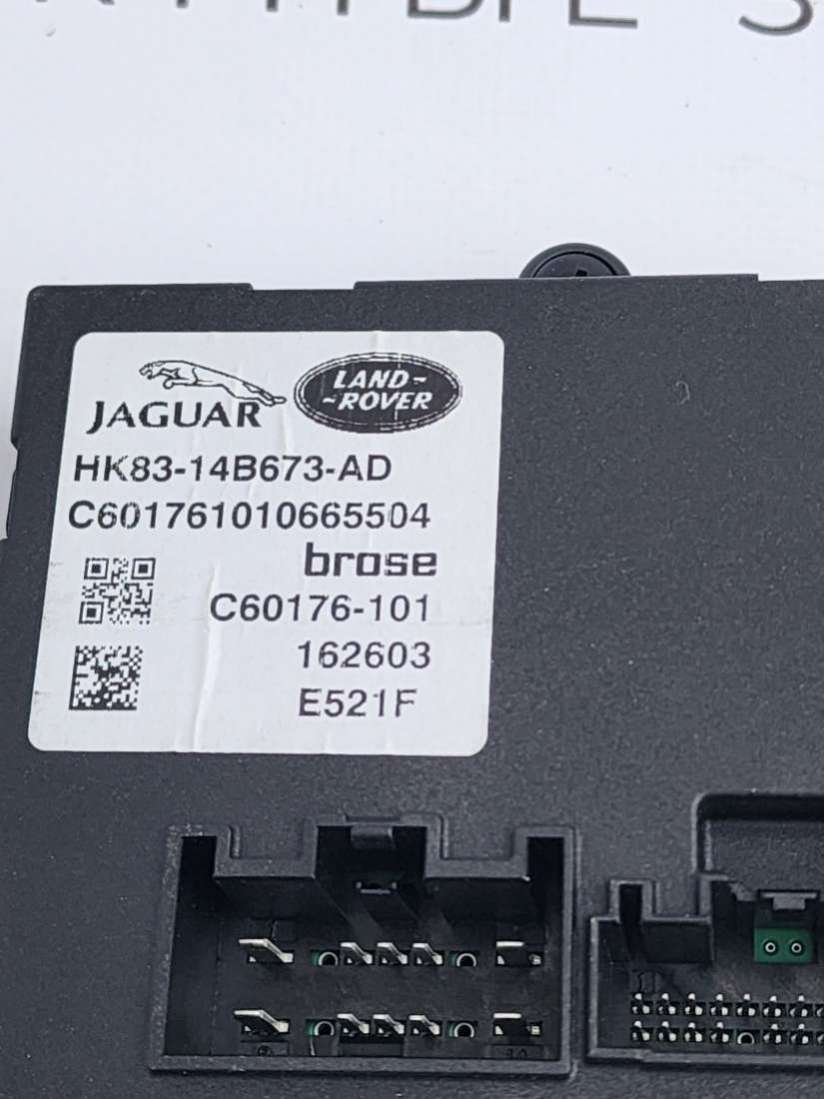 JAGUAR
LAND-
-ROVER
HK83-14B673-AD
C601761010665504
brose
C60176-101
162603
E521F